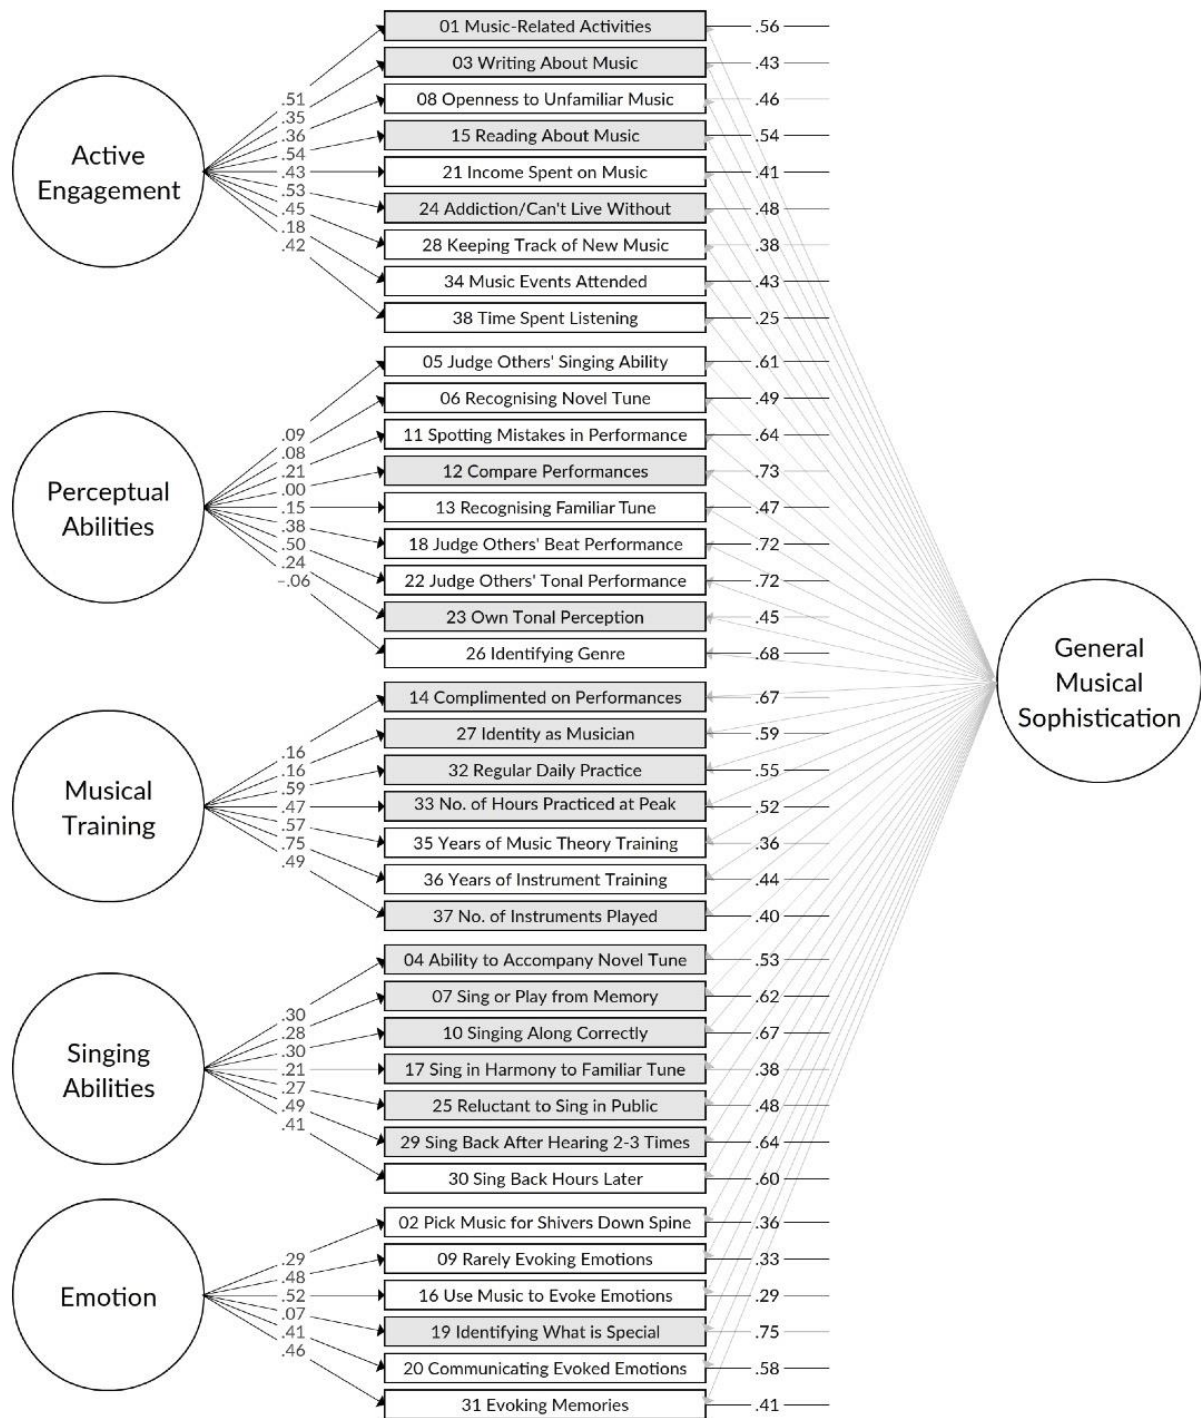 Active
Engagement
.51
.35
.36
.54
.43
.53
.45
.18
.42
01 Music-Related Activities .56
03 Writing About Music .43
08 Openness to Unfamiliar Music .46
15 Reading About Music .54
21 Income Spent on Music .41
24 Addiction/Can't Live Without .48
28 Keeping Track of New Music .38
34 Music Events Attended .43
38 Time Spent Listening .25
Perceptual
Abilities
.09
.08
.21
.00
.15
.38
.50
.24
-.06
05 Judge Others' Singing Ability .61
06 Recognising Novel Tune .49
11 Spotting Mistakes in Performance .64
12 Compare Performances .73
13 Recognising Familiar Tune .47
18 Judge Others' Beat Performance .72
22 Judge Others' Tonal Performance .72
23 Own Tonal Perception .45
26 Identifying Genre .68
Musical
Training
.16
.16
.59
.47
.57
.75
.49
14 Complimented on Performances .67
27 Identity as Musician .59
32 Regular Daily Practice .55
33 No. of Hours Practiced at Peak .52
35 Years of Music Theory Training .36
36 Years of Instrument Training .44
37 No. of Instruments Played .40
Singing
Abilities
.30
.28
.30
.21
.27
.49
.41
04 Ability to Accompany Novel Tune .53
07 Sing or Play from Memory .62
10 Singing Along Correctly .67
17 Sing in Harmony to Familiar Tune .38
25 Reluctant to Sing in Public .48
29 Sing Back After Hearing 2-3 Times .64
30 Sing Back Hours Later .60
Emotion
.29
.48
.52
.07
.41
.46
02 Pick Music for Shivers Down Spine .36
09 Rarely Evoking Emotions .33
16 Use Music to Evoke Emotions .29
19 Identifying What is Special .75
20 Communicating Evoked Emotions .58
31 Evoking Memories .41
General
Musical
Sophistication